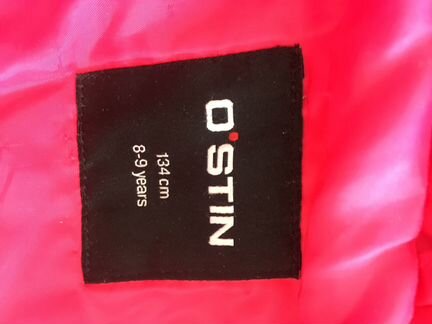 O'STIN
134 cm
8-9 years